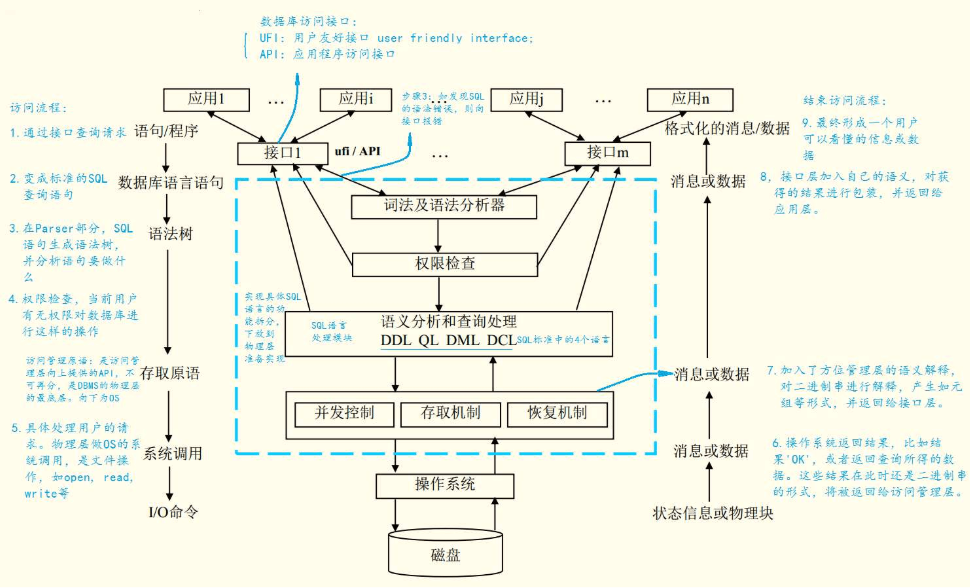 数据库访问接口：
UFI: 用户友好接口 user friendly interface;
API: 应用程序访问接口
应用1
…
应用i
…
应用j
…
应用n
步骤3：如发现SQL
的语法错误，则向
接口报错
接口1
ufi / API
…
接口m
词法及语法分析器
权限检查
语义分析和查询处理
DDL QL DML DCL
SQL语言
处理模块
SQL标准中的4个语言
实现具体SQL
语言的功
能拆分，
下放到
物理层
准备实现
并发控制
存取机制
恢复机制
操作系统
磁盘
访问流程：
1. 通过接口查询请求
2. 变成标准的SQL
查询语句
3. 在Parser部分，SQL
语句生成语法树，
并分析语句要做什
么
4. 权限检查，当前用户
有无权限对数据库进
行这样的操作
访问管理原语：是访问管
理层向上提供的API，不
可再分，是DBMS的物理层
的最底层，向下为OS
5. 具体处理用户的请
求。物理层做OS的系
统调用，是文件操
作，如open, read,
write等
语句/程序
数据库语言语句
语法树
存取原语
系统调用
I/O命令
格式化的消息/数据
消息或数据
消息或数据
消息或数据
状态信息或物理块
结束访问流程：
9. 最终形成一个用户
可以看懂的信息或数
据
8, 接口层加入自己的语义，对获
得的结果进行包装，并返回给
应用层。
7. 加入了方位管理层的语义解释，
对二进制串进行解释，产生如元
组等形式，并返回给接口层。
6. 操作系统返回结果，比如结
果'OK'，或者返回查询所得的数
据。这些结果在此时还是二进制串
的形式，将被返回给访问管理层。